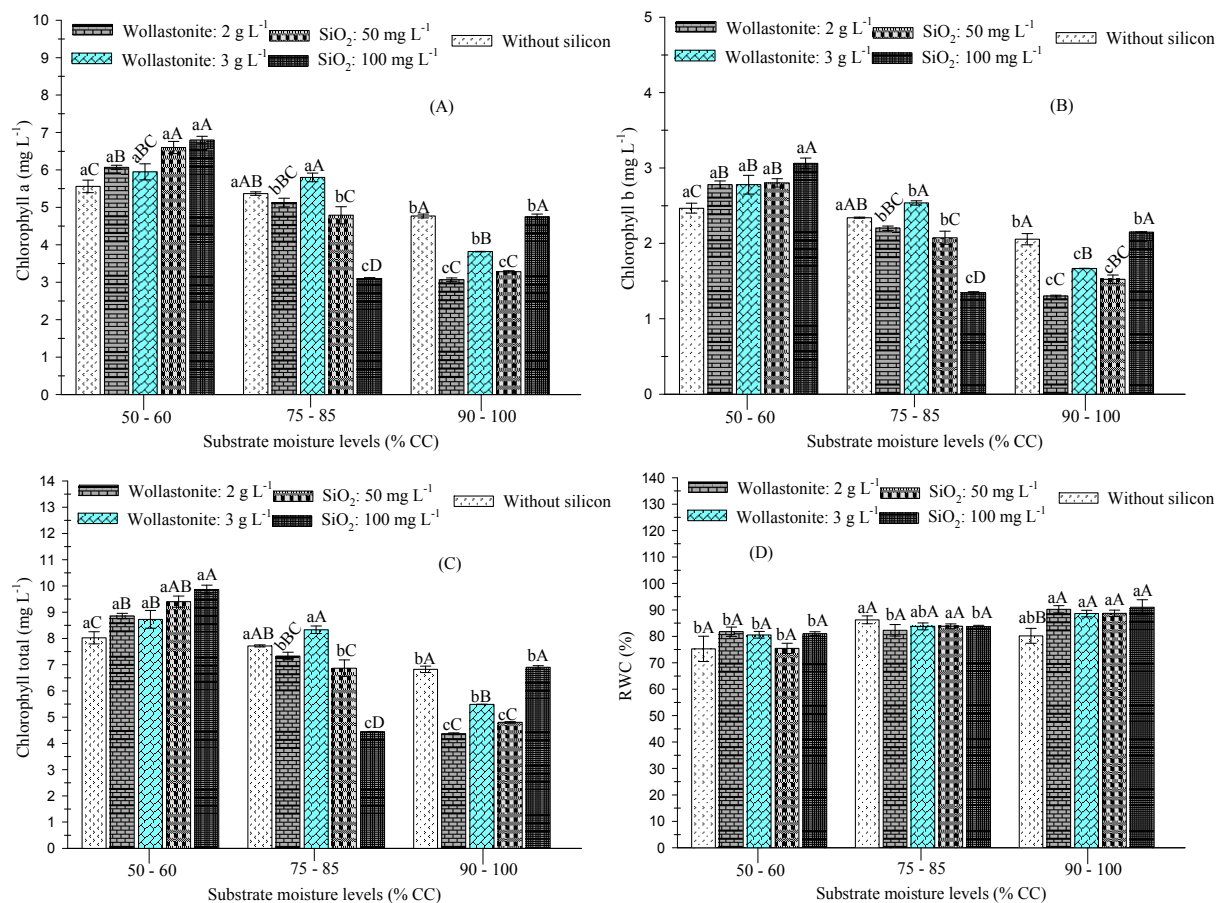 Wollastonite: 2 g L⁻¹ SiO₂: 50 mg L⁻¹ Without silicon
Wollastonite: 3 g L⁻¹ SiO₂: 100 mg L⁻¹
(A)
Chlorophyll a (mg L⁻¹)
10
9
8
7
6
5
4
3
2
1
0
aC aB aBC aA aA
aAB bBC aA bC cD
bA cC bB cC bA
50 - 60 75 - 85 90 - 100
Substrate moisture levels (% CC)
Wollastonite: 2 g L⁻¹ SiO₂: 50 mg L⁻¹ Without silicon
Wollastonite: 3 g L⁻¹ SiO₂: 100 mg L⁻¹
(B)
Chlorophyll b (mg L⁻¹)
5
4
3
2
1
0
aC aB aB aB aA
aAB bBC aA bC cD
bA cC cB cBC bA
50 - 60 75 - 85 90 - 100
Substrate moisture levels (% CC)
Wollastonite: 2 g L⁻¹ SiO₂: 50 mg L⁻¹ Without silicon
Wollastonite: 3 g L⁻¹ SiO₂: 100 mg L⁻¹
(C)
Chlorophyll total (mg L⁻¹)
14
13
12
11
10
9
8
7
6
5
4
3
2
1
0
aC aB aB aAB aA
aAB bBC aA bC cD
bA cC bB cC bA
50 - 60 75 - 85 90 - 100
Substrate moisture levels (% CC)
Wollastonite: 2 g L⁻¹ SiO₂: 50 mg L⁻¹ Without silicon
Wollastonite: 3 g L⁻¹ SiO₂: 100 mg L⁻¹
(D)
RWC (%)
140
130
120
110
100
90
80
70
60
50
40
30
20
10
0
bA aA bA bA bA
aA bA abA aA bA
abB aA aA aA aA
50 - 60 75 - 85 90 - 100
Substrate moisture levels (% CC)